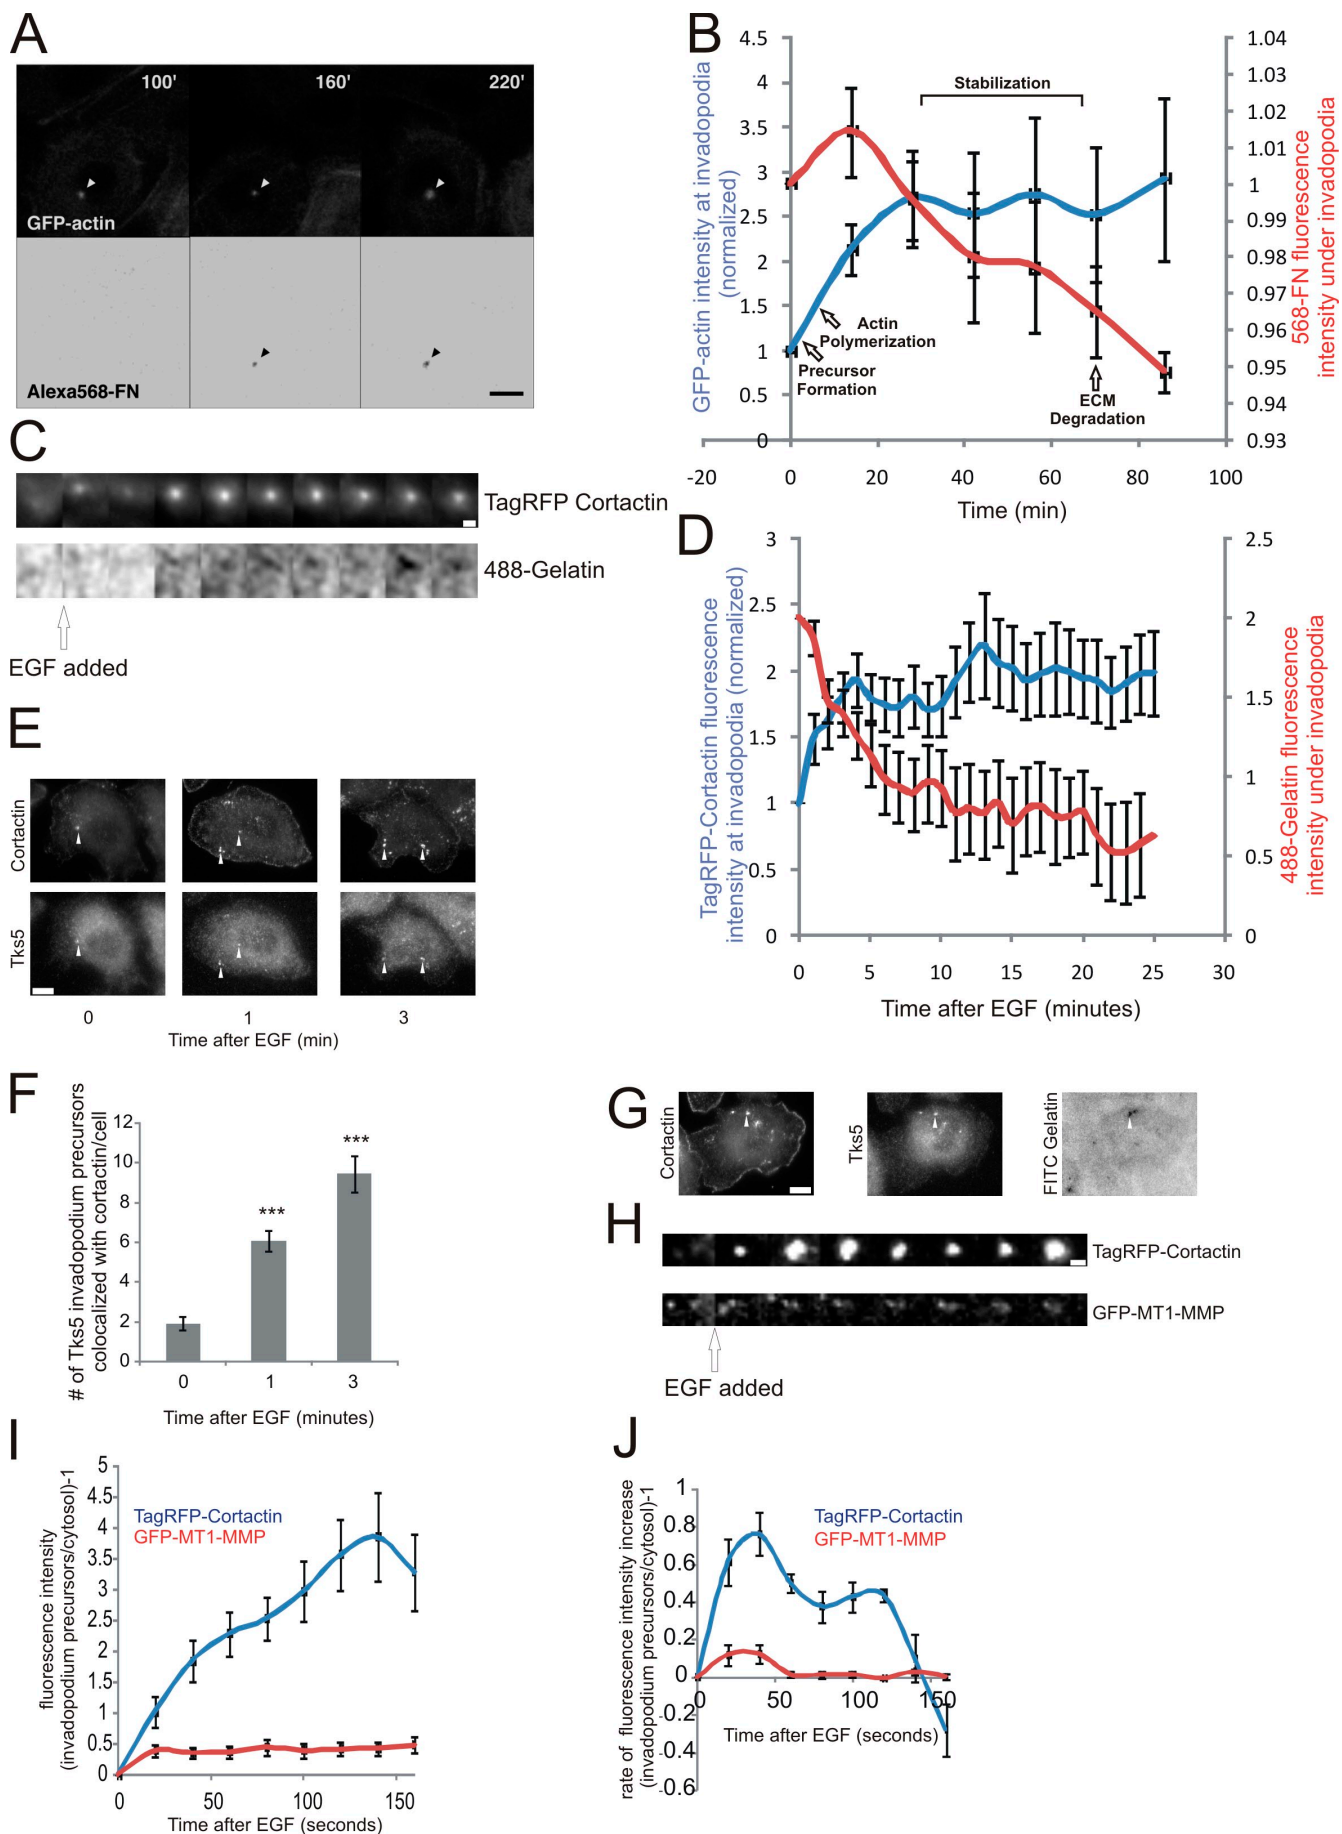 A
100'
160'
220'
GFP-actin
Alexa568-FN
B
GFP-actin intensity at invadopodia
(normalized)
4.5
4
3.5
3
2.5
2
1.5
1
0.5
0
Stabilization
Actin
Polymerization
Precursor
Formation
ECM
Degradation
1.04
1.03
1.02
1.01
1
0.99
0.98
0.97
0.96
0.95
0.94
0.93
568-FN fluorescence
intensity under invadopodia
-20 0 20 40 60 80 100
Time (min)
C
TagRFP Cortactin
488-Gelatin
EGF added
D
TagRFP-Cortactin fluorescence
intensity at invadopodia (normalized)
3
2.5
2
1.5
1
0.5
0
2.5
2
1.5
1
0.5
0
488-Gelatin fluorescence
intensity under invadopodia
0 5 10 15 20 25 30
Time after EGF (minutes)
E
Cortactin
Tks5
0 1 3
Time after EGF (min)
F
# of Tks5 invadopodium precursors
colocalized with cortactin/cell
12
10
8
6
4
2
0
***
***
0 1 3
Time after EGF (minutes)
G
Cortactin
Tks5
FITC Gelatin
H
TagRFP-Cortactin
GFP-MT1-MMP
EGF added
I
fluorescence intensity
(invadopodium precursors/cytosol)-1
5
4.5
4
3.5
3
2.5
2
1.5
1
0.5
0
TagRFP-Cortactin
GFP-MT1-MMP
0 50 100 150
Time after EGF (seconds)
J
rate of fluorescence intensity increase
(invadopodium precursors/cytosol)-1
1
0.8
0.6
0.4
0.2
0
-0.2
-0.4
-0.6
TagRFP-Cortactin
GFP-MT1-MMP
0 50 100 150
Time after EGF (seconds)